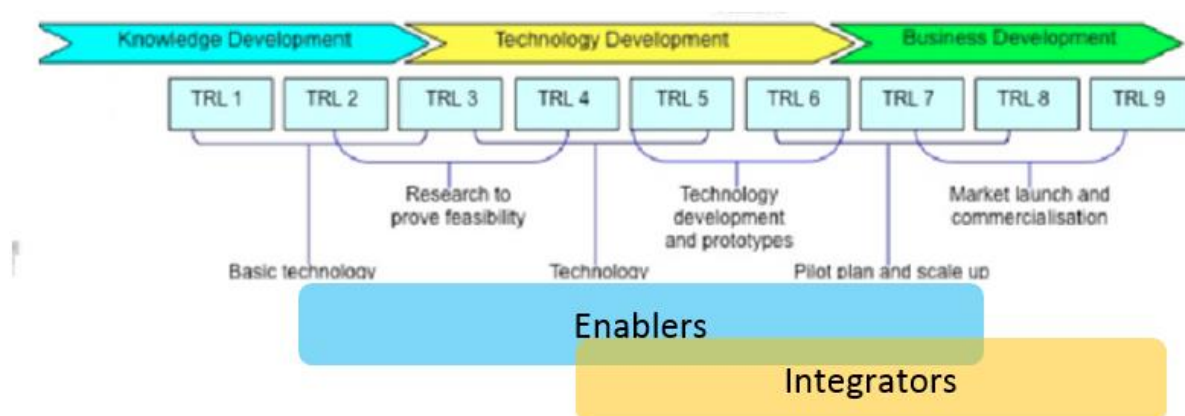 Knowledge Development
Technology Development
Business Development
TRL 1
TRL 2
TRL 3
TRL 4
TRL 5
TRL 6
TRL 7
TRL 8
TRL 9
Research to
prove feasibility
Technology
development
and prototypes
Market launch and
commercialisation
Basic technology
Technology
Pilot plan and scale up
Enablers
Integrators